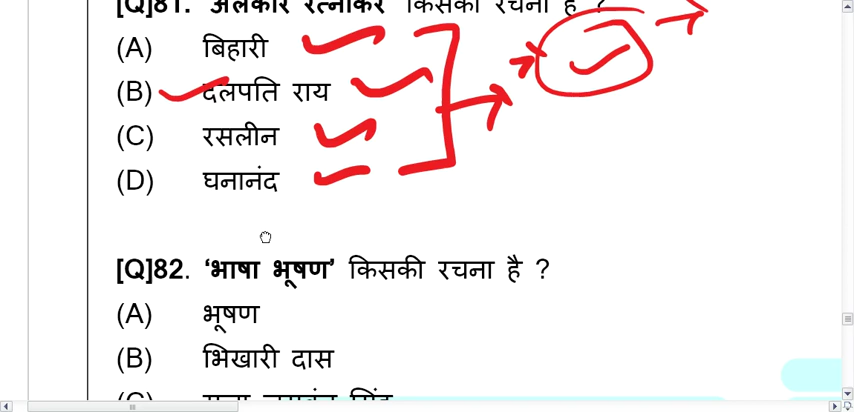 [Q]81. 'अलंकार रत्नाकर' किसकी रचना है ?
(A) बिहारी
(B) दलपति राय
(C) रसलीन
(D) घनानंद
[Q]82. 'भाषा भूषण' किसकी रचना है ?
(A) भूषण
(B) भिखारी दास
(C)